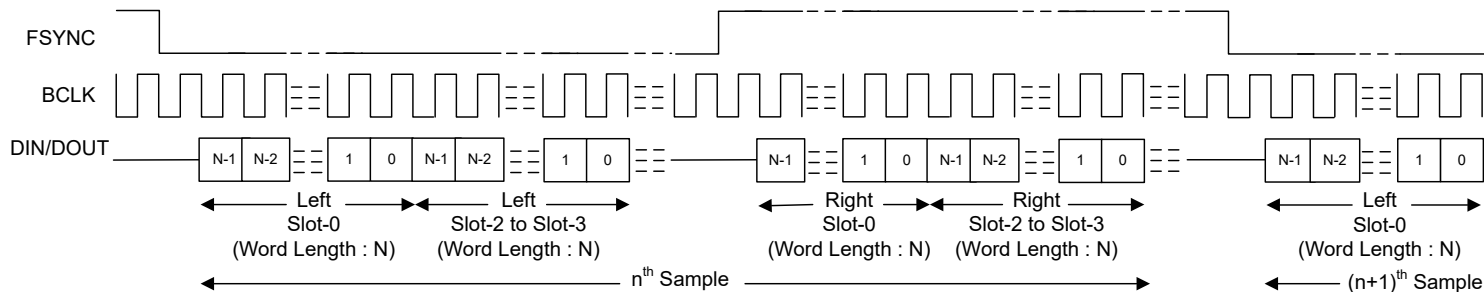 FSYNC
BCLK
DIN/DOUT
N-1 N-2 1 0 N-1 N-2 1 0 N-1 1 0 N-1 N-2 1 0 N-1 N-2 1 0
Left Left Right Right Left
Slot-0 Slot-2 to Slot-3 Slot-0 Slot-2 to Slot-3 Slot-0
(Word Length : N) (Word Length : N) (Word Length : N) (Word Length : N) (Word Length : N)
nth Sample (n+1)th Sample